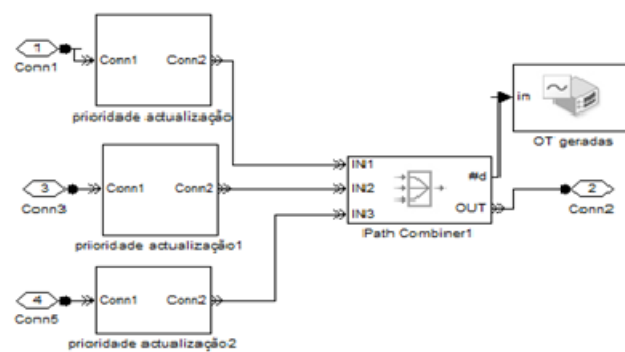 1
Conn1
Conn1 Conn2
prioridade actualização
3
Conn3
Conn1 Conn2
prioridade actualização1
4
Conn5
Conn1 Conn2
prioridade actualização2
IN1
IN2
IN3
#d
OUT
Path Combiner1
in
OT geradas
2
Conn2